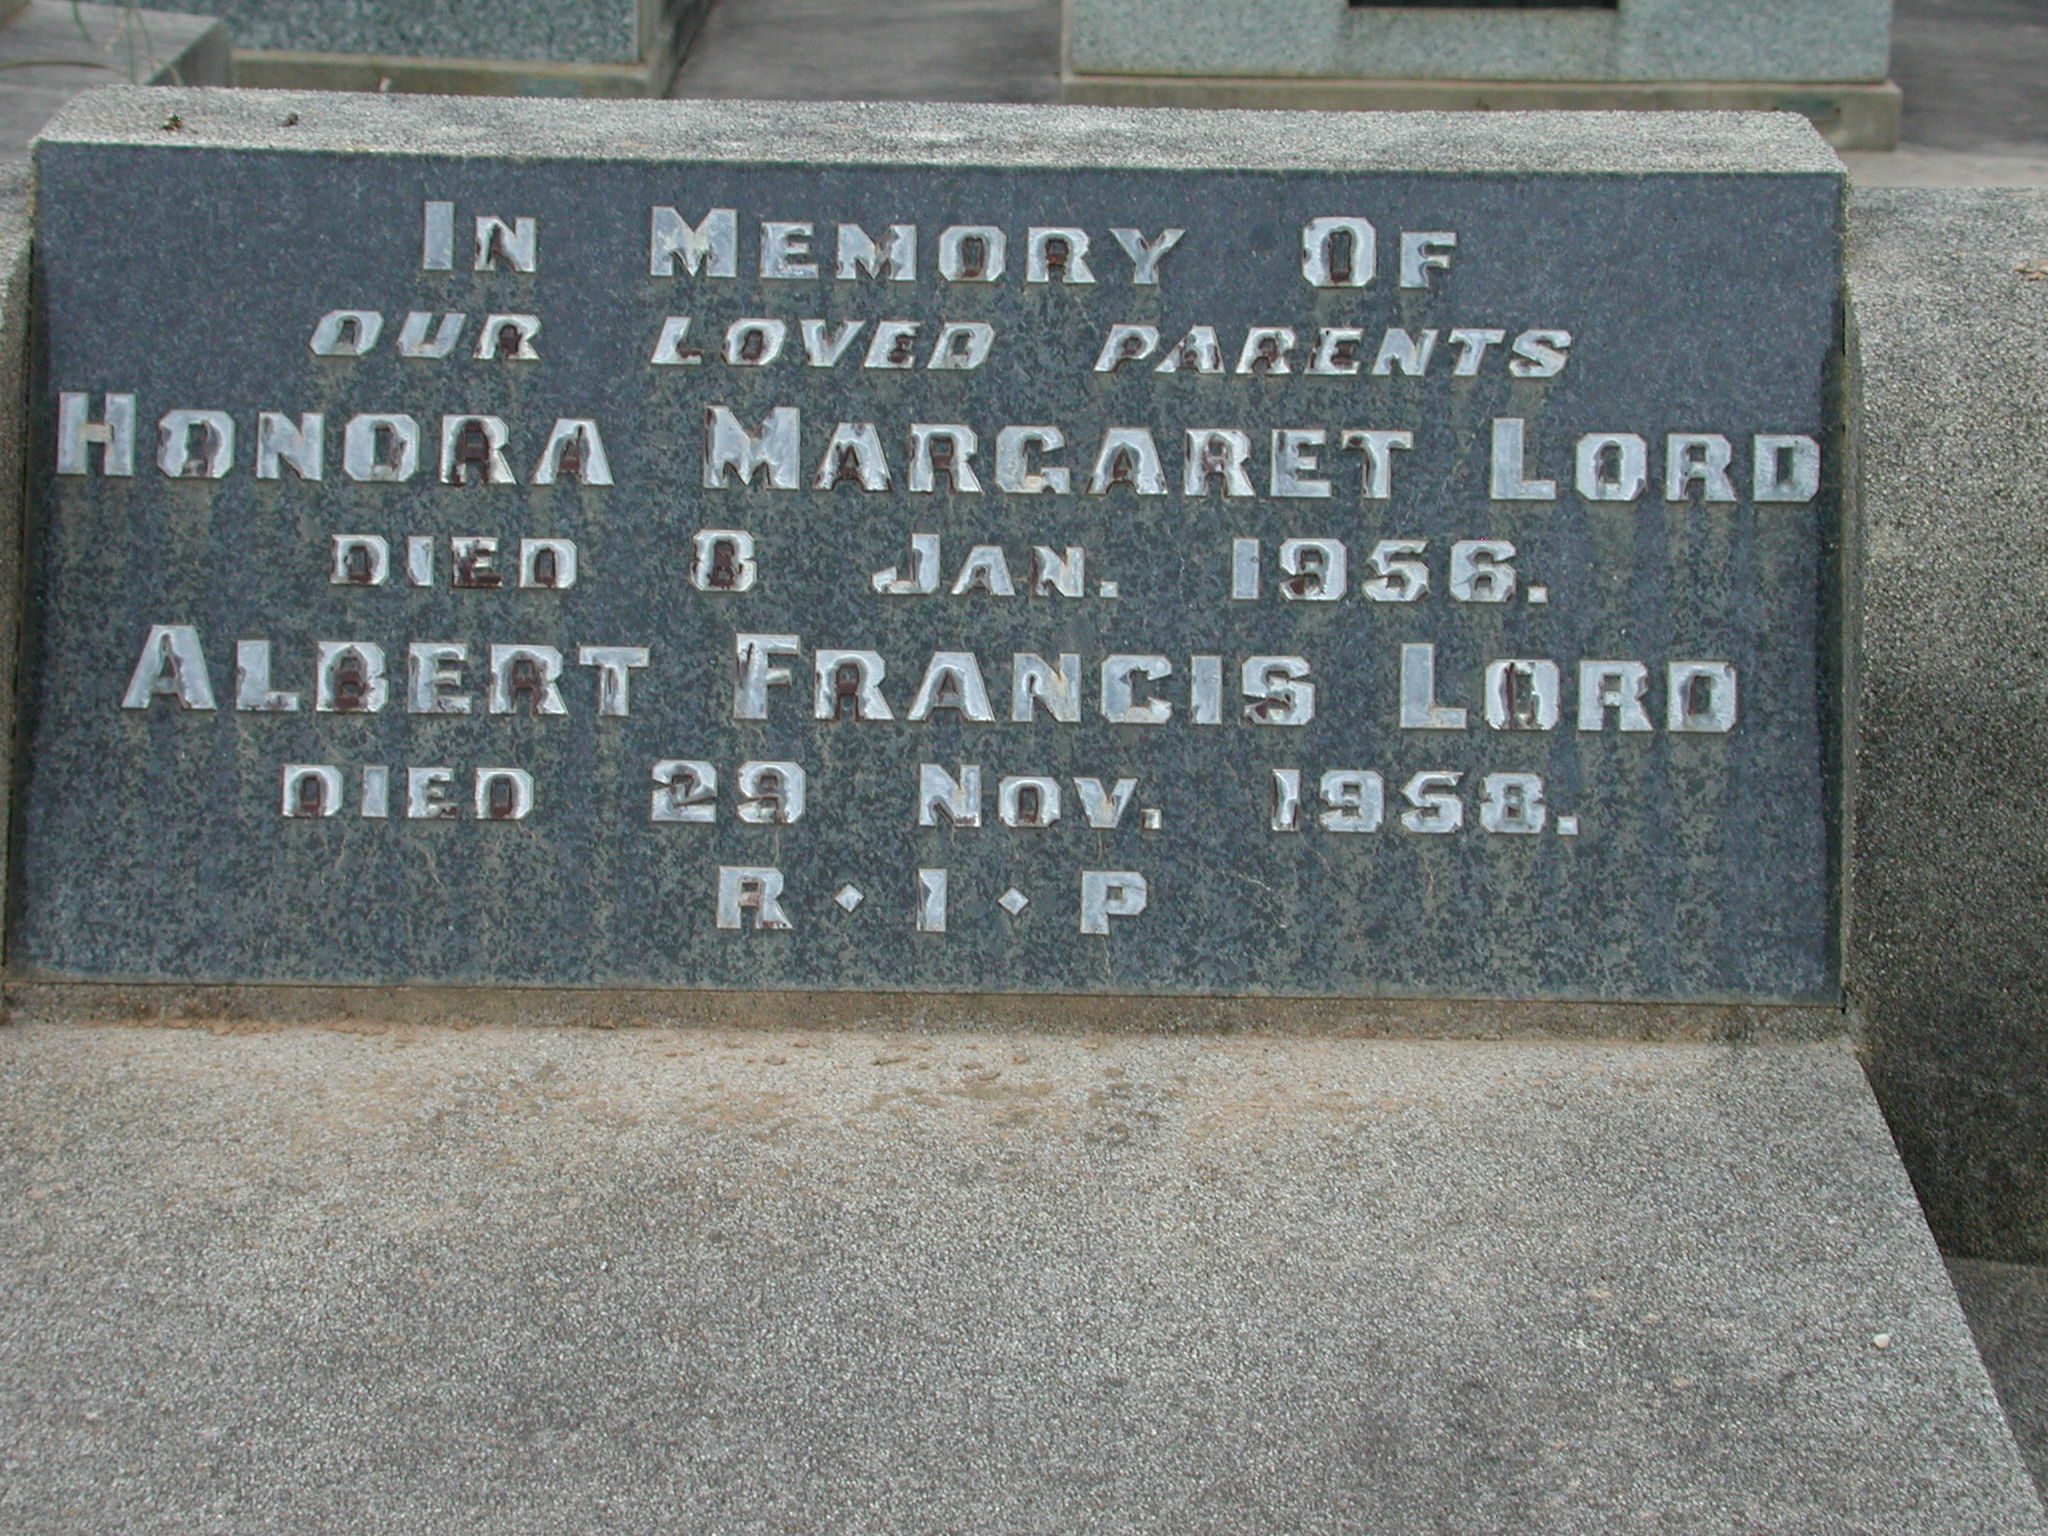 In Memory Of
OUR LOVED PARENTS
Honora Margaret Lord
DIED 8 Jan. 1956.
Albert Francis Lord
DIED 29 Nov. 1958.
R·I·P